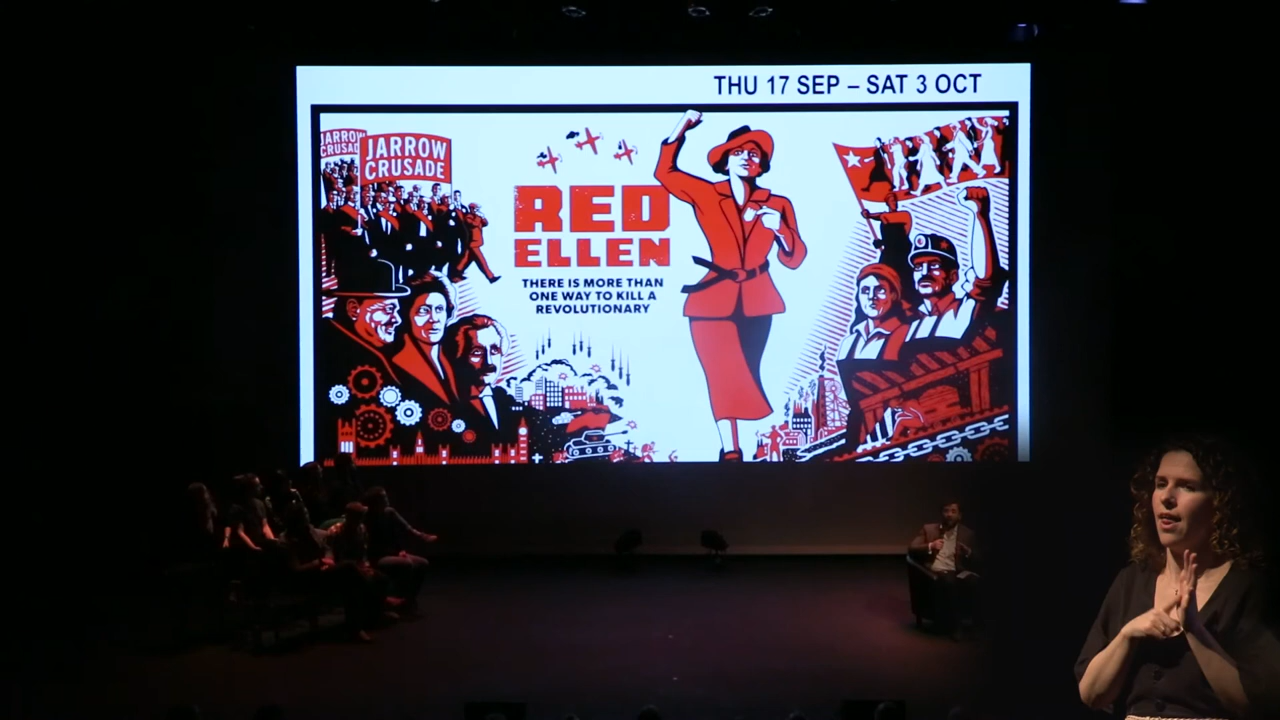 THU 17 SEP – SAT 3 OCT
JARROW
CRUSADE
JARROW
CRUSADE
RED
ELLEN
THERE IS MORE THAN
ONE WAY TO KILL A
REVOLUTIONARY